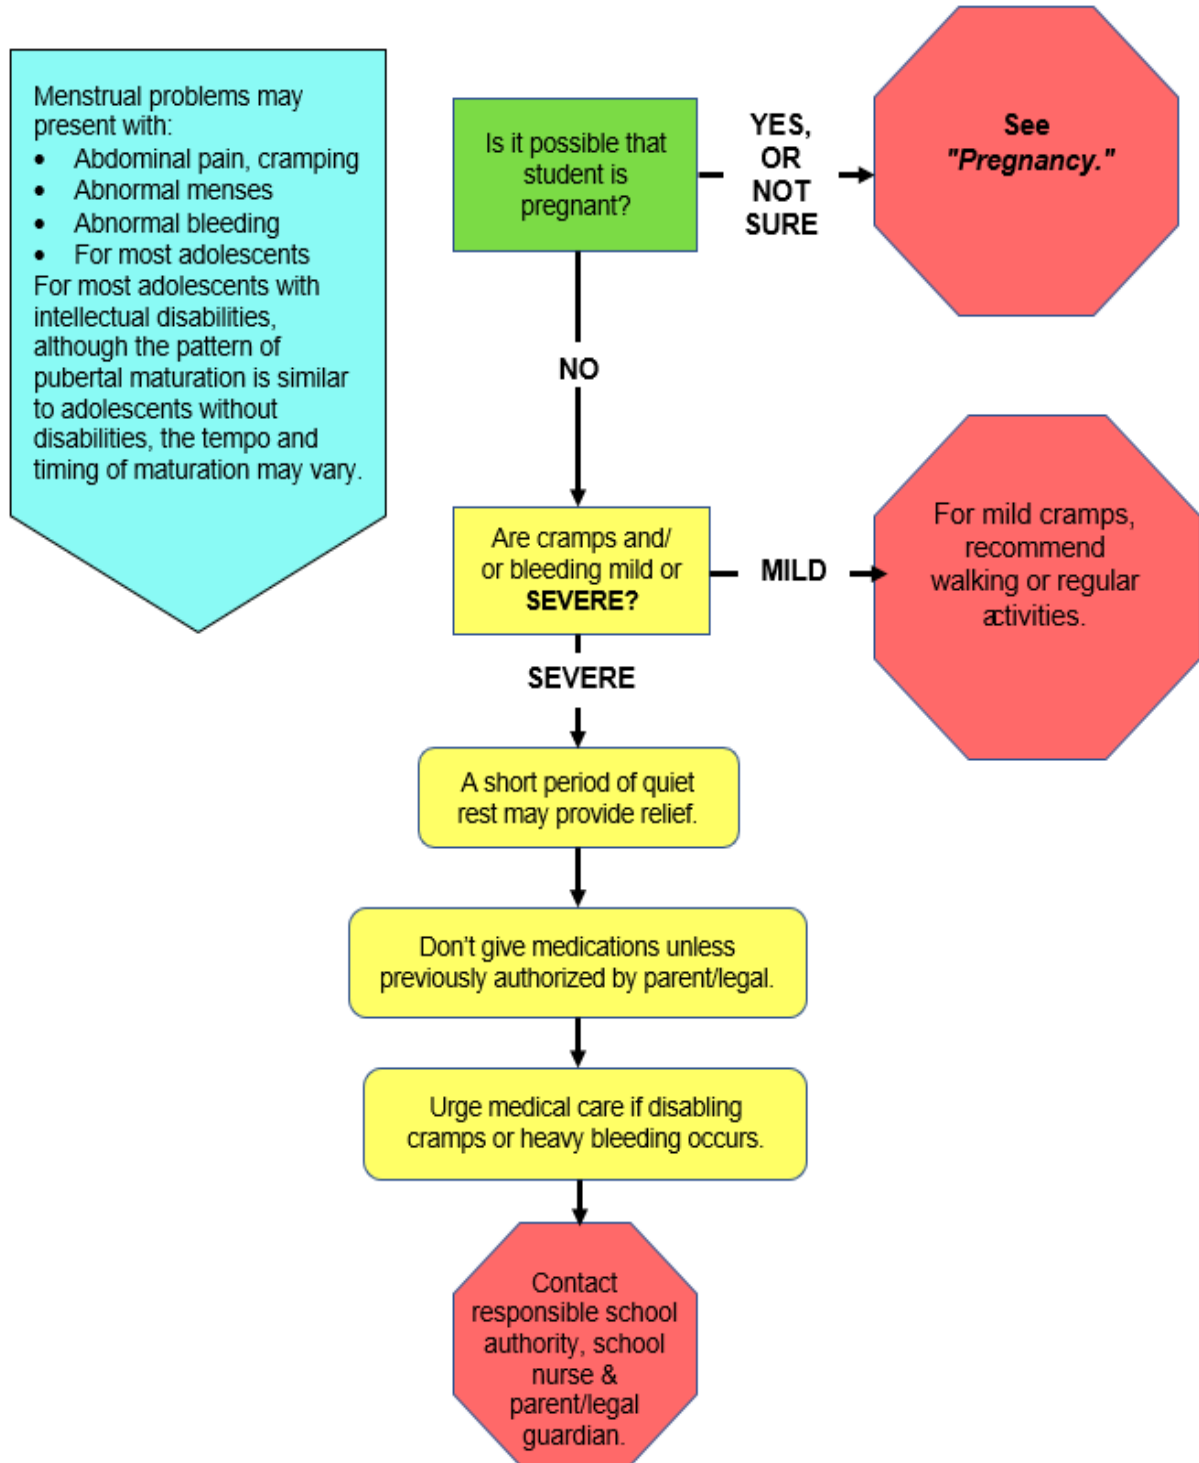 Menstrual problems may
present with:
• Abdominal pain, cramping
• Abnormal menses
• Abnormal bleeding
• For most adolescents
For most adolescents with
intellectual disabilities,
although the pattern of
pubertal maturation is similar
to adolescents without
disabilities, the tempo and
timing of maturation may vary.
Is it possible that
student is
pregnant?
YES,
OR
NOT
SURE
See
"Pregnancy."
NO
Are cramps and/
or bleeding mild or
SEVERE?
MILD
For mild cramps,
recommend
walking or regular
activities.
SEVERE
A short period of quiet
rest may provide relief.
Don't give medications unless
previously authorized by parent/legal.
Urge medical care if disabling
cramps or heavy bleeding occurs.
Contact
responsible school
authority, school
nurse &
parent/legal
guardian.